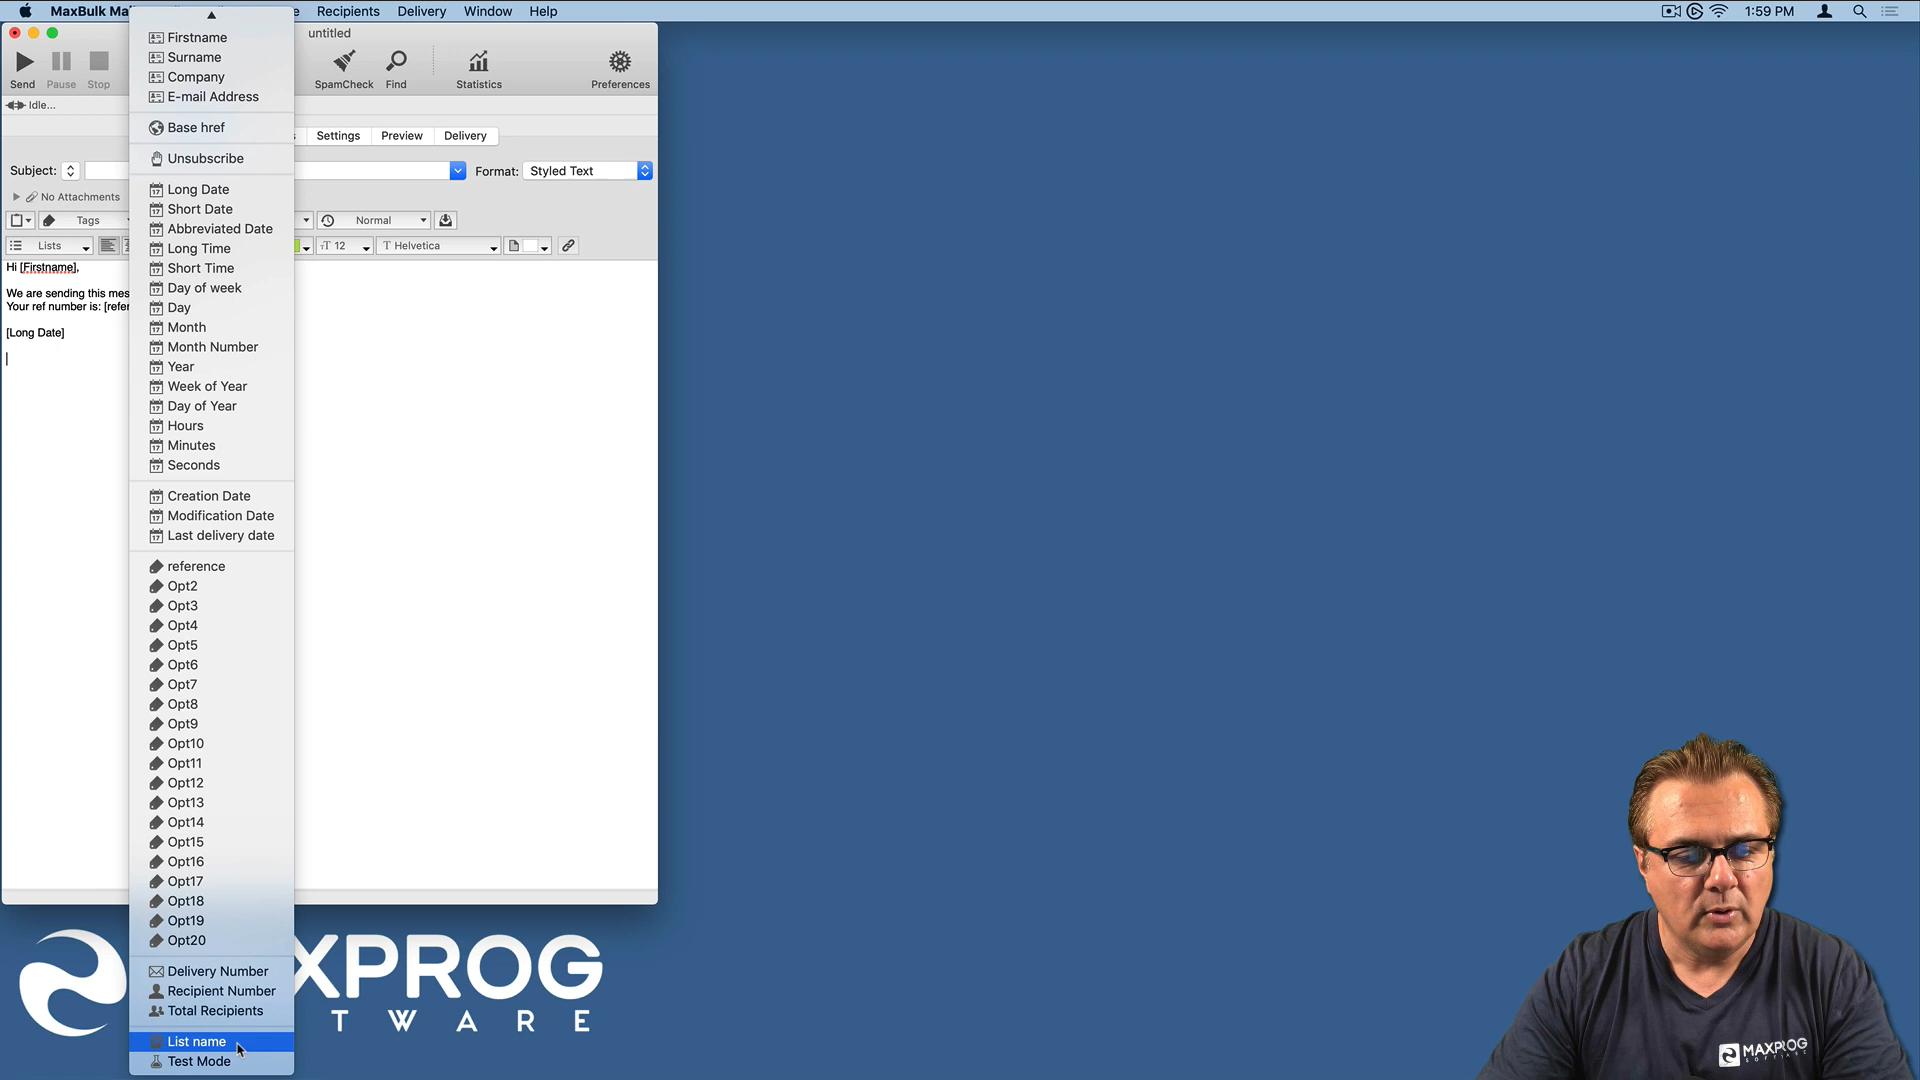 MaxBulk Ma
e
Recipients
Delivery
Window
Help
1:59 PM
untitled
Send
Pause
Stop
SpamCheck
Find
Statistics
Preferences
Idle...
s
Settings
Preview
Delivery
Subject:
Format:
Styled Text
No Attachments
Tags
Normal
Lists
12
Helvetica
Hi [Firstname],
We are sending this mes
Your ref number is: [refer
[Long Date]
Firstname
Surname
Company
E-mail Address
Base href
Unsubscribe
Long Date
Short Date
Abbreviated Date
Long Time
Short Time
Day of week
Day
Month
Month Number
Year
Week of Year
Day of Year
Hours
Minutes
Seconds
Creation Date
Modification Date
Last delivery date
reference
Opt2
Opt3
Opt4
Opt5
Opt6
Opt7
Opt8
Opt9
Opt10
Opt11
Opt12
Opt13
Opt14
Opt15
Opt16
Opt17
Opt18
Opt19
Opt20
Delivery Number
Recipient Number
Total Recipients
List name
Test Mode
XPROG
TWARE
MAXPROG
SOFTWARE